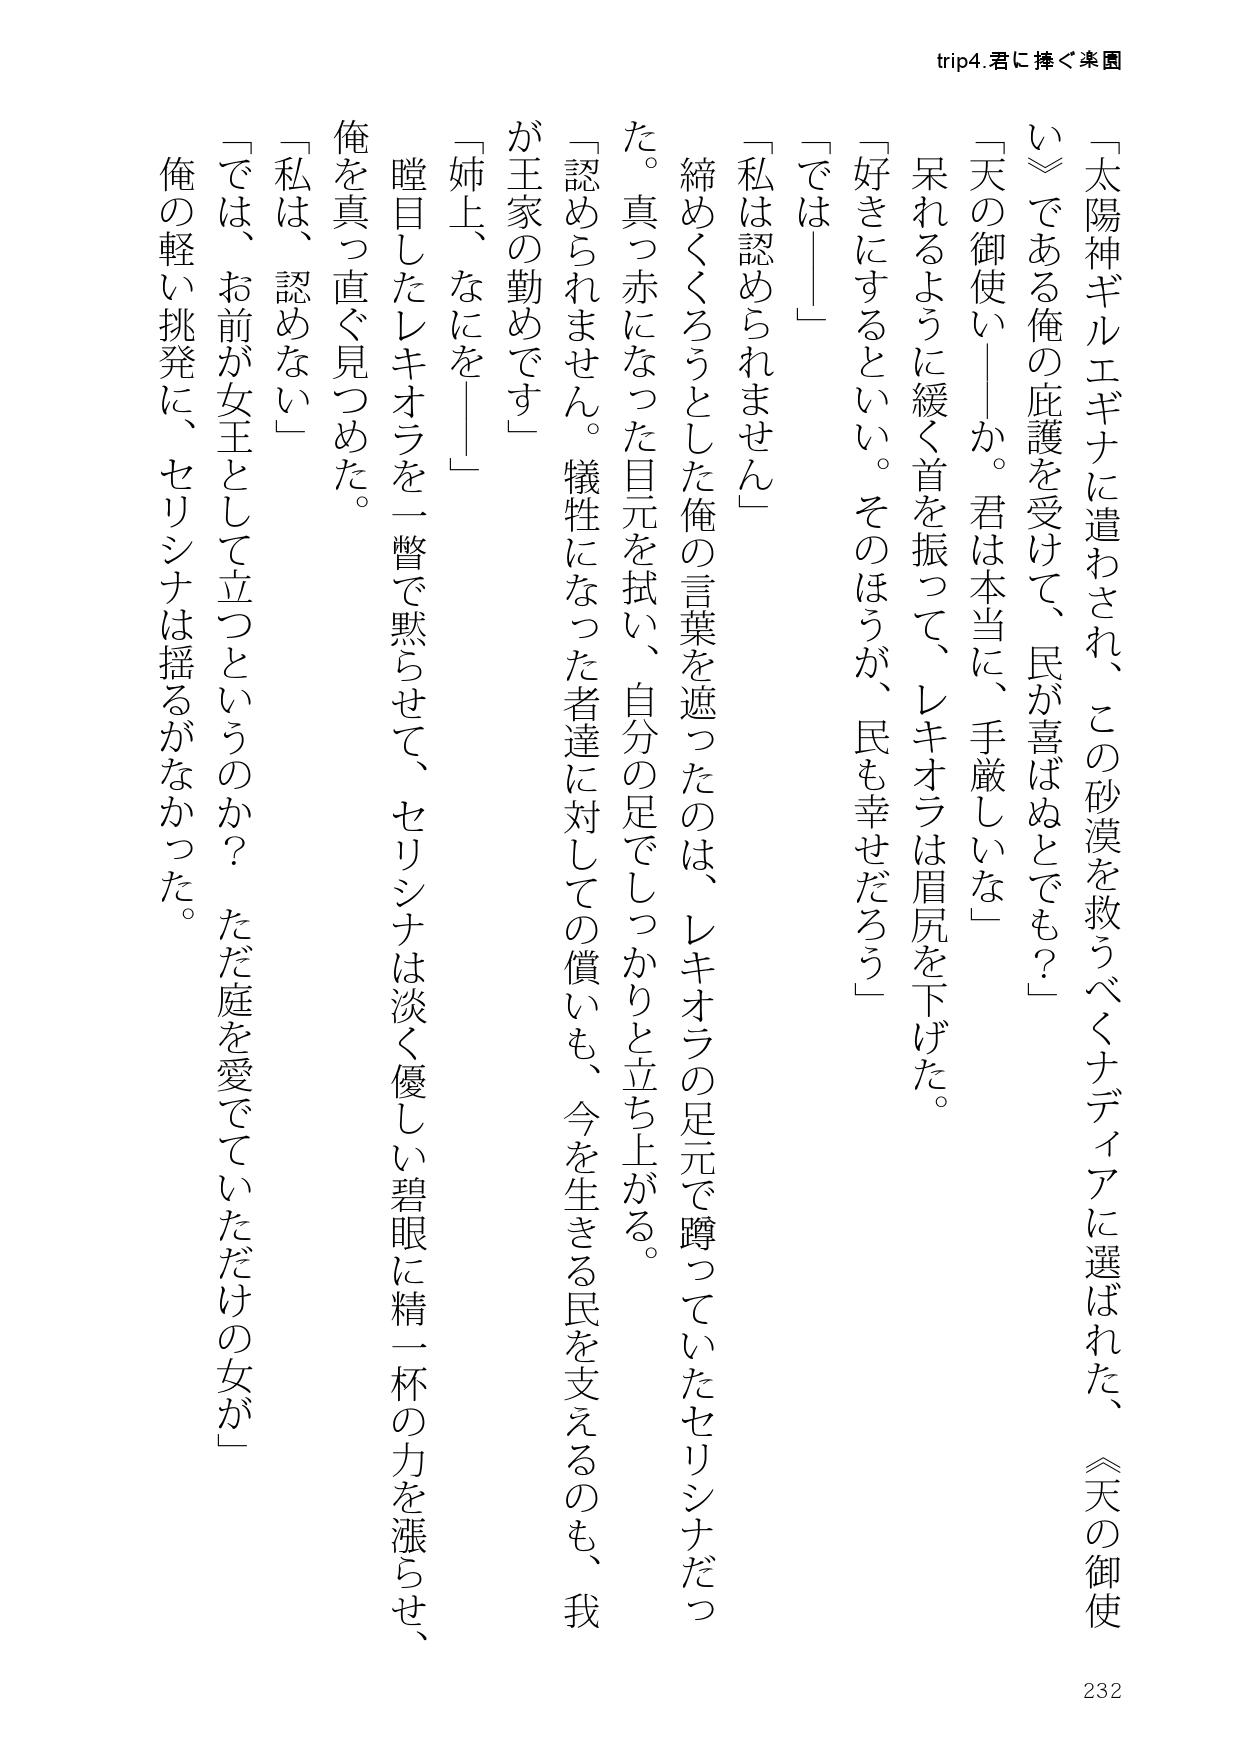 trip4.君に捧ぐ楽園
「太陽神ギルエギナに遣わされ、この砂漠を救うべくナディアに選ばれた、《天の御使
い》である俺の庇護を受けて、民が喜ばぬとでも？」
「天の御使い――か。君は本当に、手厳しいな」
　呆れるように緩く首を振って、レキオラは眉尻を下げた。
「好きにするといい。そのほうが、民も幸せだろう」
「では――」
「私は認められません」
　締めくくろうとした俺の言葉を遮ったのは、レキオラの足元で蹲っていたセリシナだっ
た。真っ赤になった目元を拭い、自分の足でしっかりと立ち上がる。
「認められません。犠牲になった者達に対しての償いも、今を生きる民を支えるのも、我
が王家の勤めです」
「姉上、なにを――」
　瞠目したレキオラを一瞥で黙らせて、セリシナは淡く優しい碧眼に精一杯の力を漲らせ、
俺を真っ直ぐ見つめた。
「私は、認めない」
「では、お前が女王として立つというのか？　ただ庭を愛でていただけの女が」
　俺の軽い挑発に、セリシナは揺るがなかった。
232